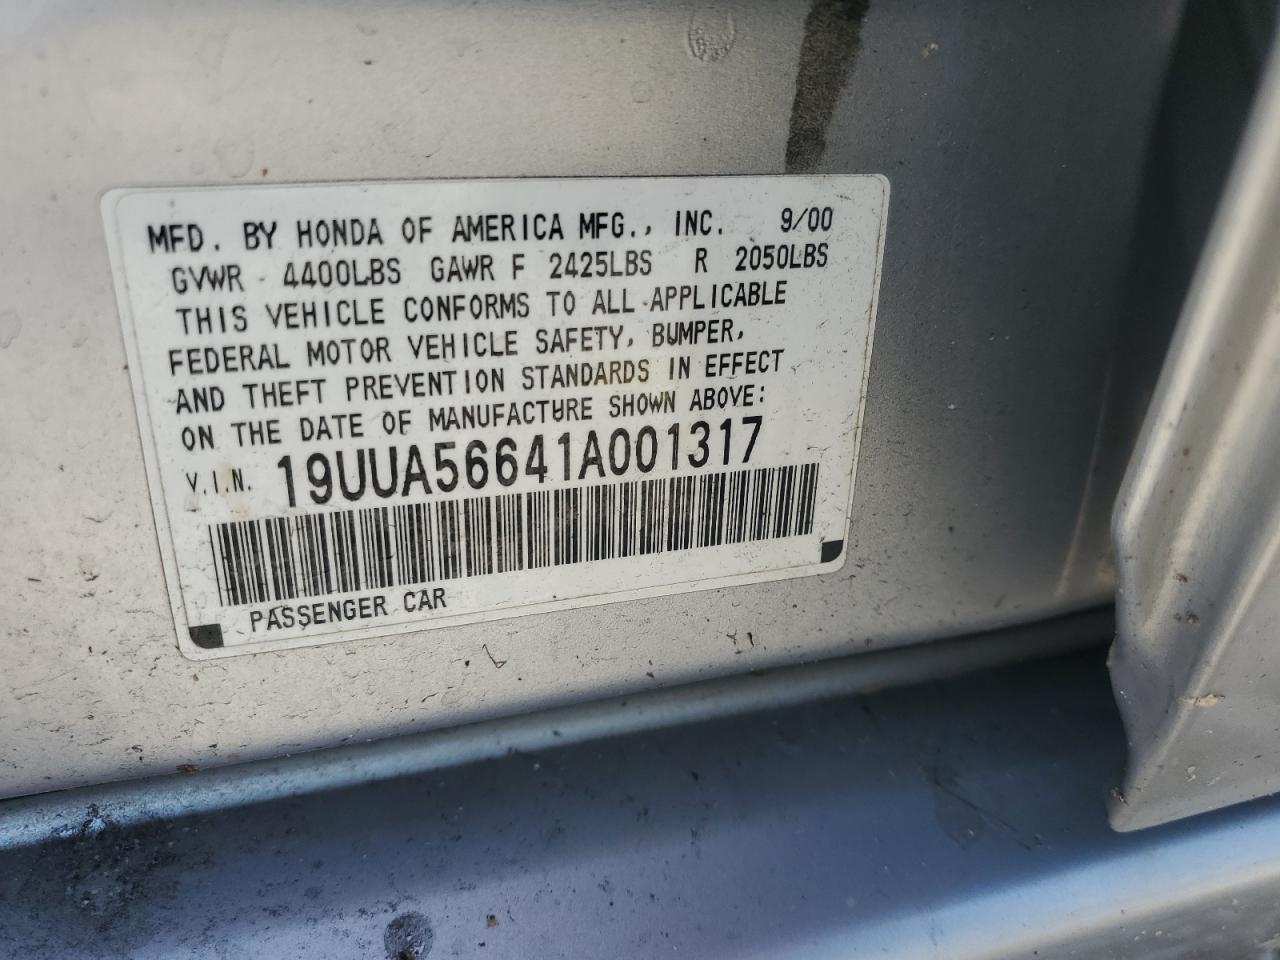 MFD. BY HONDA OF AMERICA MFG., INC. 9/00
GVWR 4400LBS GAWR F 2425LBS R 2050LBS
THIS VEHICLE CONFORMS TO ALL APPLICABLE
FEDERAL MOTOR VEHICLE SAFETY, BUMPER,
AND THEFT PREVENTION STANDARDS IN EFFECT
ON THE DATE OF MANUFACTURE SHOWN ABOVE:
V.I.N. 19UUA56641A001317
PASSENGER CAR